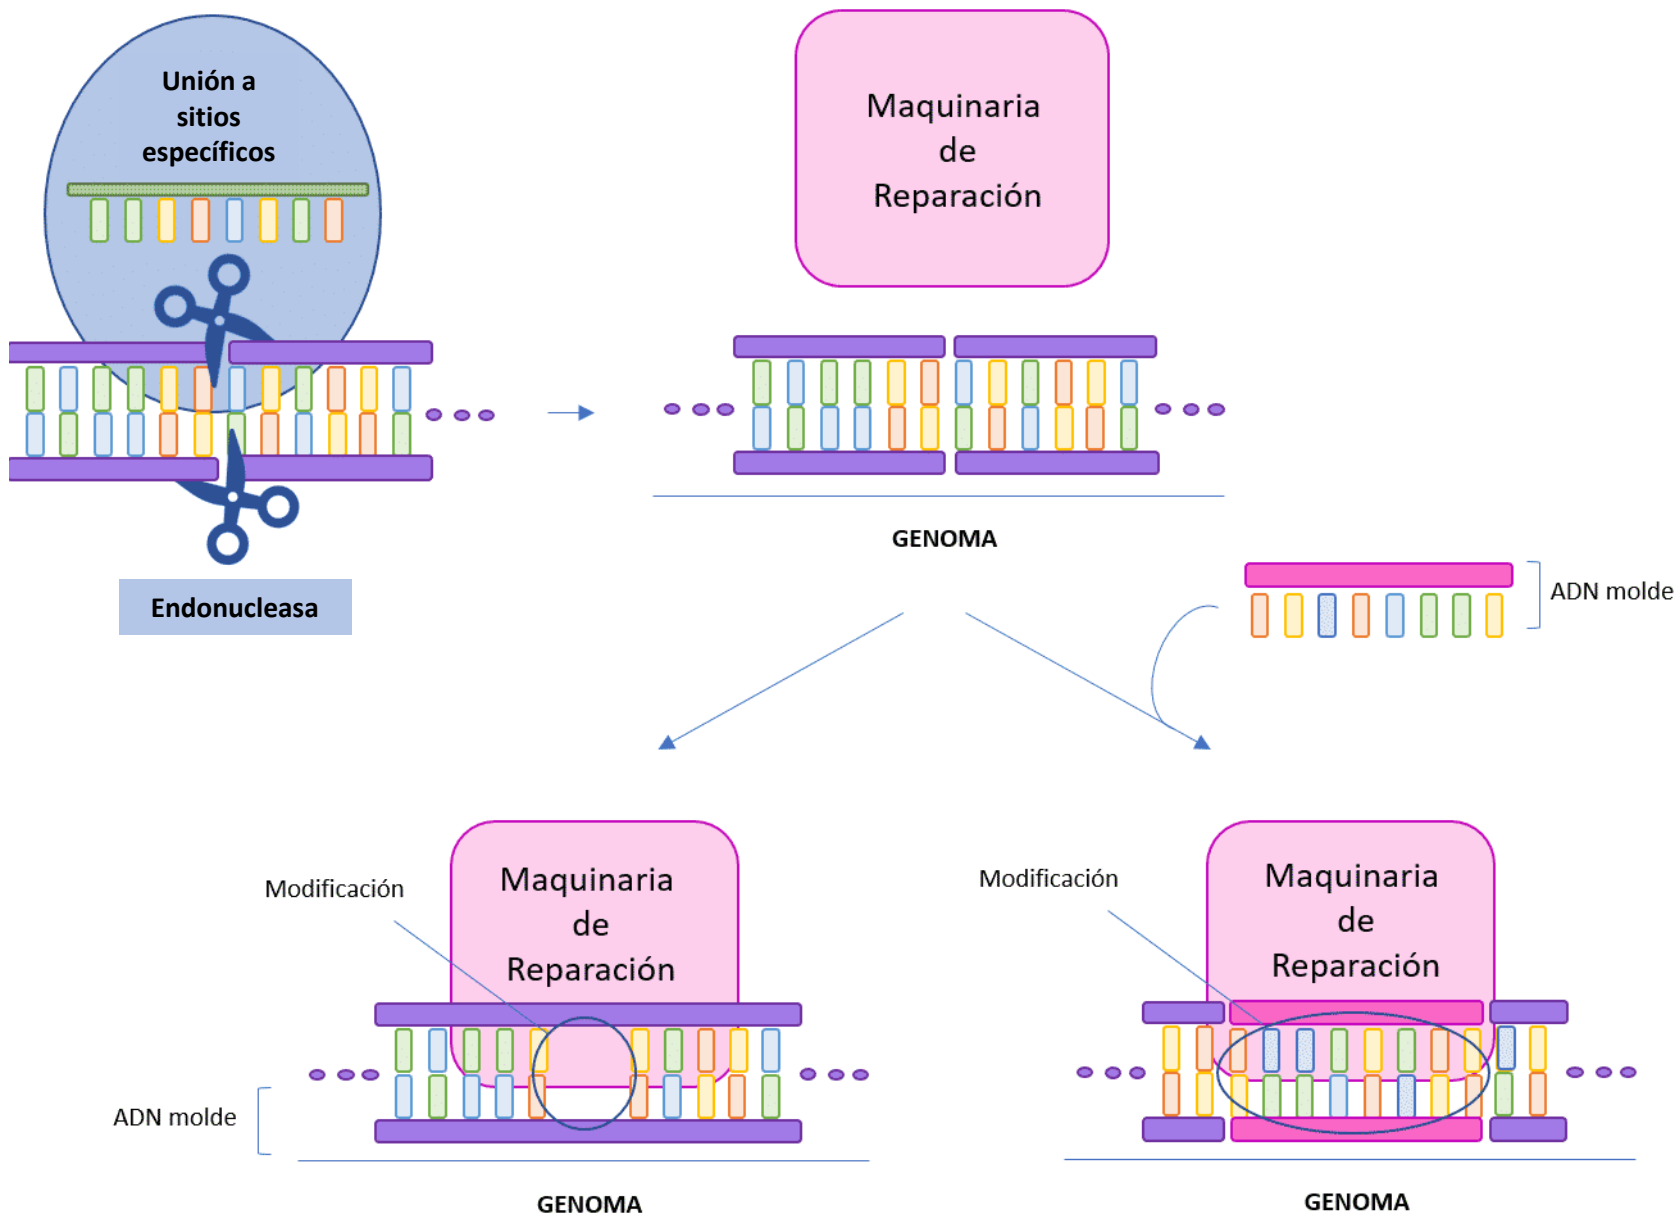 Unión a
sitios
específicos
Maquinaria
de
Reparación
GENOMA
Endonucleasa
ADN molde
Modificación
Maquinaria
de
Reparación
ADN molde
GENOMA
Modificación
Maquinaria
de
Reparación
GENOMA